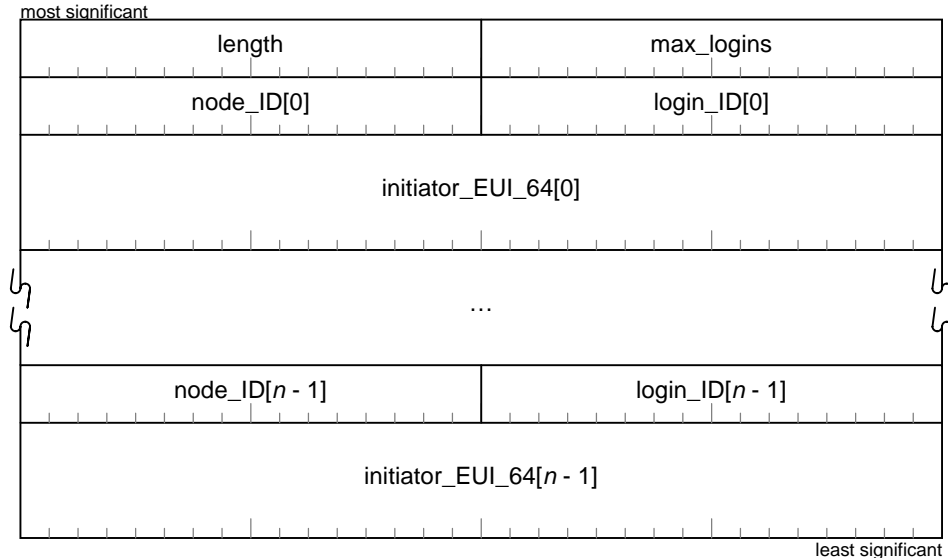 most significant
length max_logins
node_ID[0] login_ID[0]
initiator_EUI_64[0]
…
node_ID[n - 1] login_ID[n - 1]
initiator_EUI_64[n - 1]
least significant